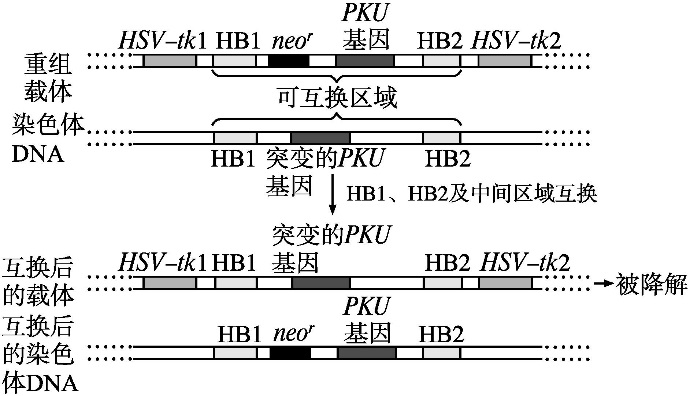 PKU
HSV-tk1 HB1 neoʳ 基因 HB2 HSV-tk2
重组
载体
可互换区域
染色体
DNA
HB1 突变的PKU HB2
基因
HB1、HB2及中间区域互换
突变的PKU
HSV-tk1 HB1 基因 HB2 HSV-tk2
互换后
的载体
被降解
互换后
的染色
体DNA
PKU
HB1 neoʳ 基因 HB2